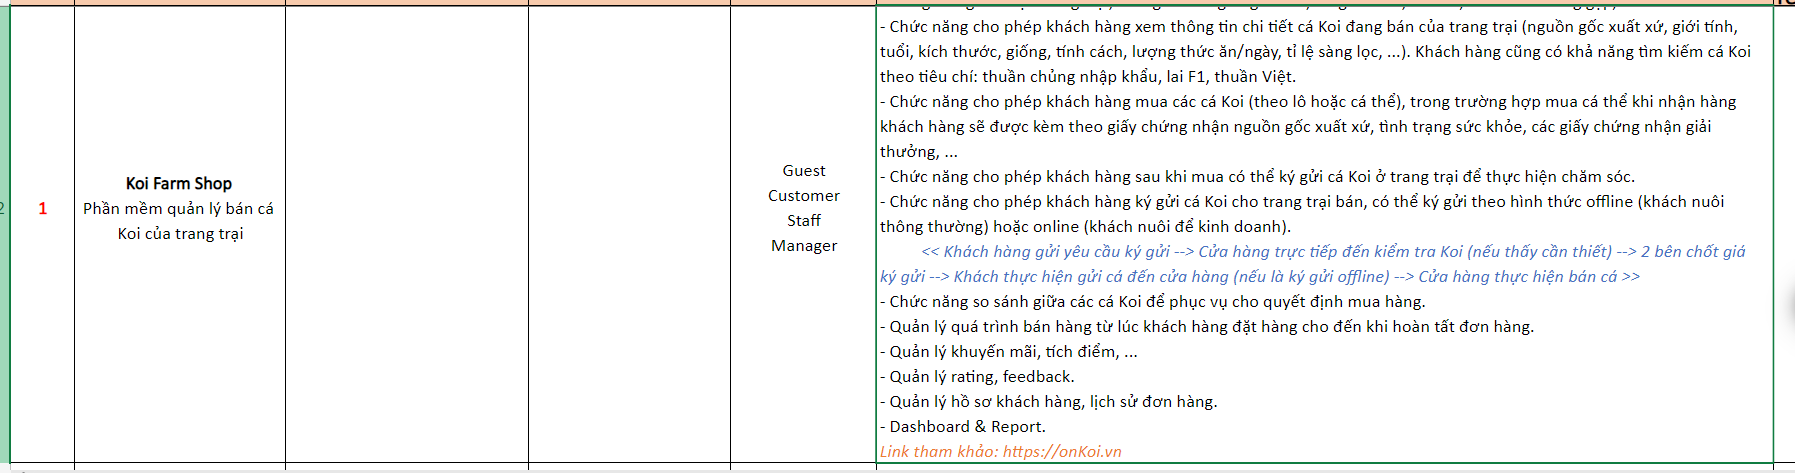 2
1
Koi Farm Shop
Phần mềm quản lý bán cá
Koi của trang trại
Guest
Customer
Staff
Manager
- Chức năng cho phép khách hàng xem thông tin chi tiết cá Koi đang bán của trang trại (nguồn gốc xuất xứ, giới tính,
tuổi, kích thước, giống, tính cách, lượng thức ăn/ngày, tỉ lệ sàng lọc, ...). Khách hàng cũng có khả năng tìm kiếm cá Koi
theo tiêu chí: thuần chủng nhập khẩu, lai F1, thuần Việt.
- Chức năng cho phép khách hàng mua các cá Koi (theo lô hoặc cá thể), trong trường hợp mua cá thể khi nhận hàng
khách hàng sẽ được kèm theo giấy chứng nhận nguồn gốc xuất xứ, tình trạng sức khỏe, các giấy chứng nhận giải
thưởng, ...
- Chức năng cho phép khách hàng sau khi mua có thể ký gửi cá Koi ở trang trại để thực hiện chăm sóc.
- Chức năng cho phép khách hàng ký gửi cá Koi cho trang trại bán, có thể ký gửi theo hình thức offline (khách nuôi
thông thường) hoặc online (khách nuôi để kinh doanh).
<< Khách hàng gửi yêu cầu ký gửi --> Cửa hàng trực tiếp đến kiểm tra Koi (nếu thấy cần thiết) --> 2 bên chốt giá
ký gửi --> Khách thực hiện gửi cá đến cửa hàng (nếu là ký gửi offline) --> Cửa hàng thực hiện bán cá >>
- Chức năng so sánh giữa các cá Koi để phục vụ cho quyết định mua hàng.
- Quản lý quá trình bán hàng từ lúc khách hàng đặt hàng cho đến khi hoàn tất đơn hàng.
- Quản lý khuyến mãi, tích điểm, ...
- Quản lý rating, feedback.
- Quản lý hồ sơ khách hàng, lịch sử đơn hàng.
- Dashboard & Report.
Link tham khảo: https://onKoi.vn